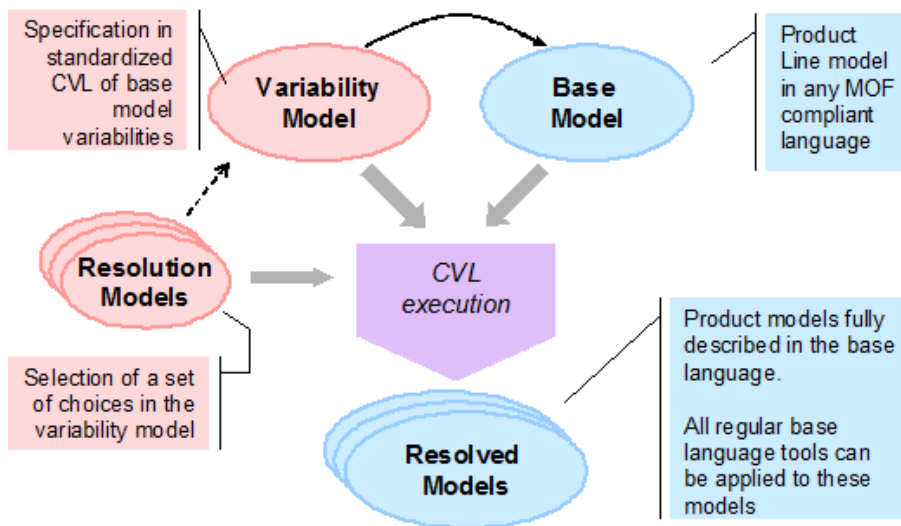 Specification in
standardized
CVL of base
model
variabilities
Variability
Model
Base
Model
Product
Line model
in any MOF
compliant
language
Resolution
Models
CVL
execution
Selection of a set
of choices in the
variability model
Product models fully
described in the base
language.
All regular base
language tools can
be applied to these
models
Resolved
Models